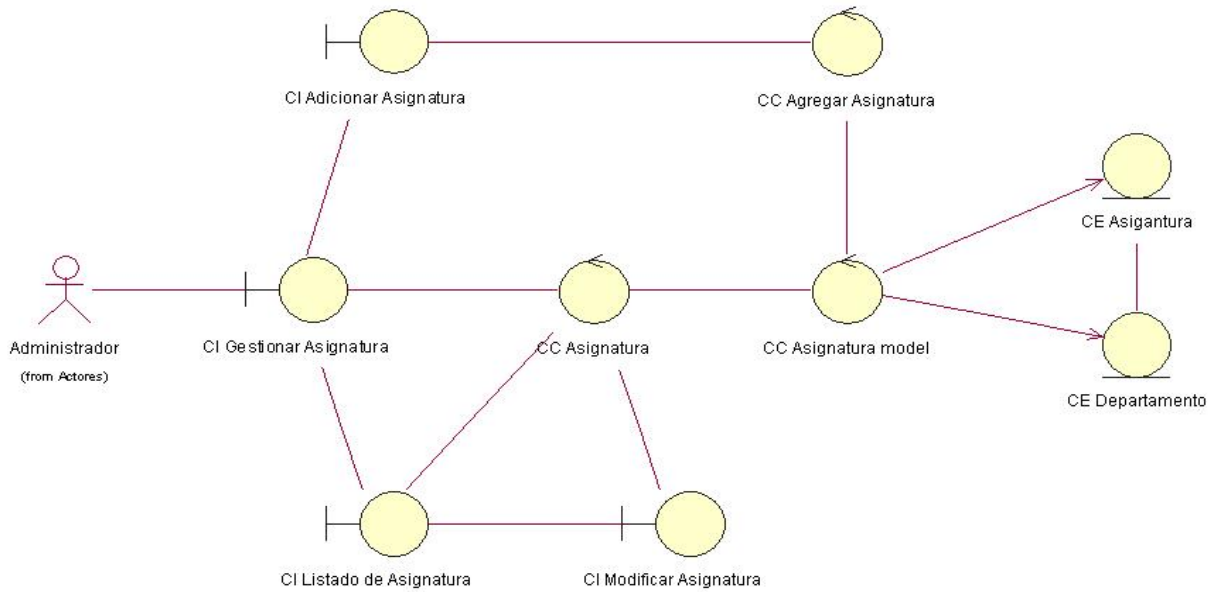 CI Adicionar Asignatura
CC Agregar Asignatura
CE Asigantura
Administrador
(from Actores)
CI Gestionar Asignatura
CC Asignatura
CC Asignatura model
CE Departamento
CI Listado de Asignatura
CI Modificar Asignatura